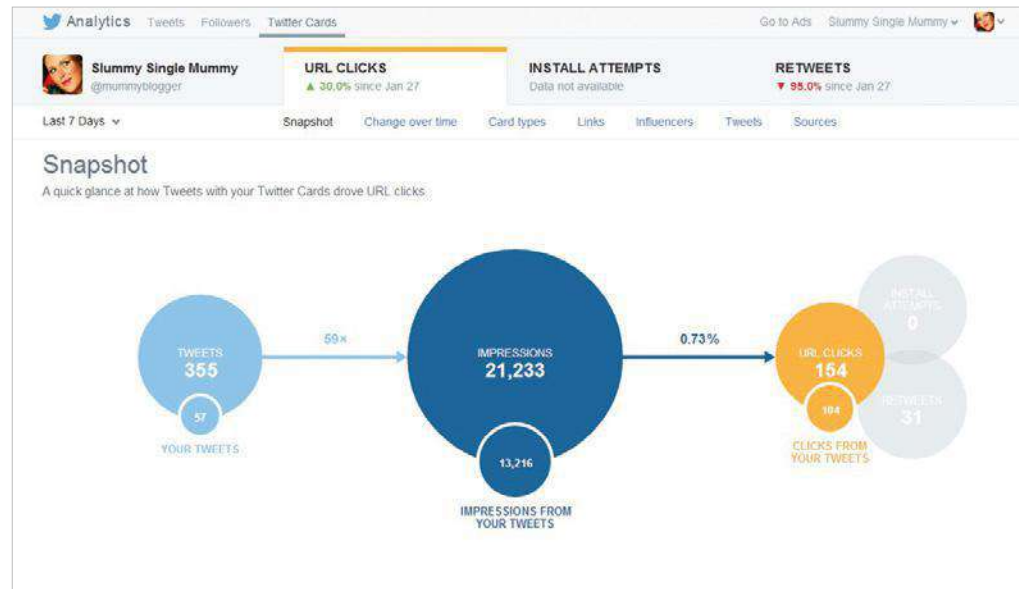 Analytics Tweets Followers Twitter Cards Go to Ads Slummy Single Mummy
Slummy Single Mummy
@mummyblogger
URL CLICKS
▲ 30.0% since Jan 27
INSTALL ATTEMPTS
Data not available
RETWEETS
▼ 95.0% since Jan 27
Last 7 Days Snapshot Change over time Card types Links Influencers Tweets Sources
Snapshot
A quick glance at how Tweets with your Twitter Cards drove URL clicks
TWEETS
355
57
YOUR TWEETS
59×
IMPRESSIONS
21,233
13,216
IMPRESSIONS FROM
YOUR TWEETS
0.73%
URL CLICKS
154
104
CLICKS FROM
YOUR TWEETS
INSTALL
ATTEMPTS
0
RETWEETS
31